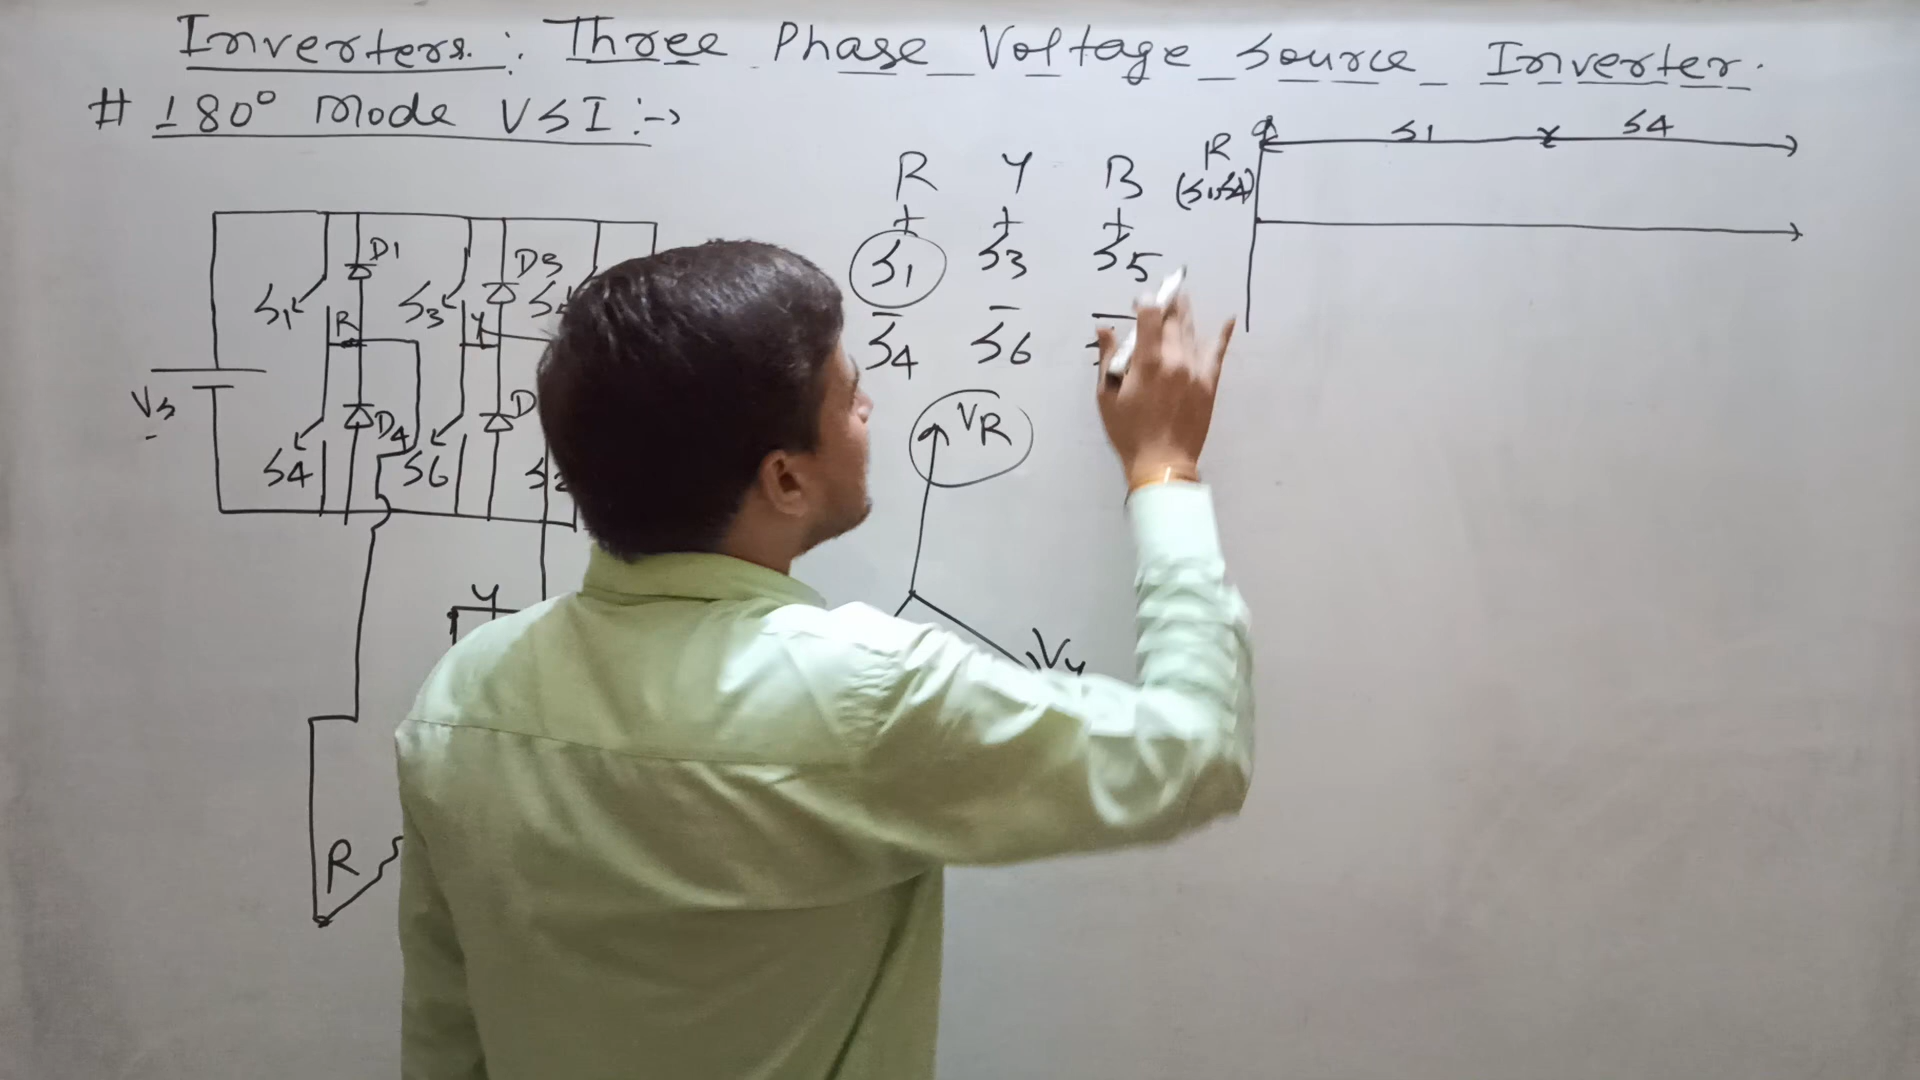 Inverters: Three Phase Voltage Source Inverter.
# 180° Mode VSI :->
R Y B
+ + +
S1 S3 S5
- - -
S4 S6
R
(S1,S4)
S1 S4
D1 D3
S1 S3
R Y
Vs
D4 D
S4 S6 S2
VR
Vy
Y
R